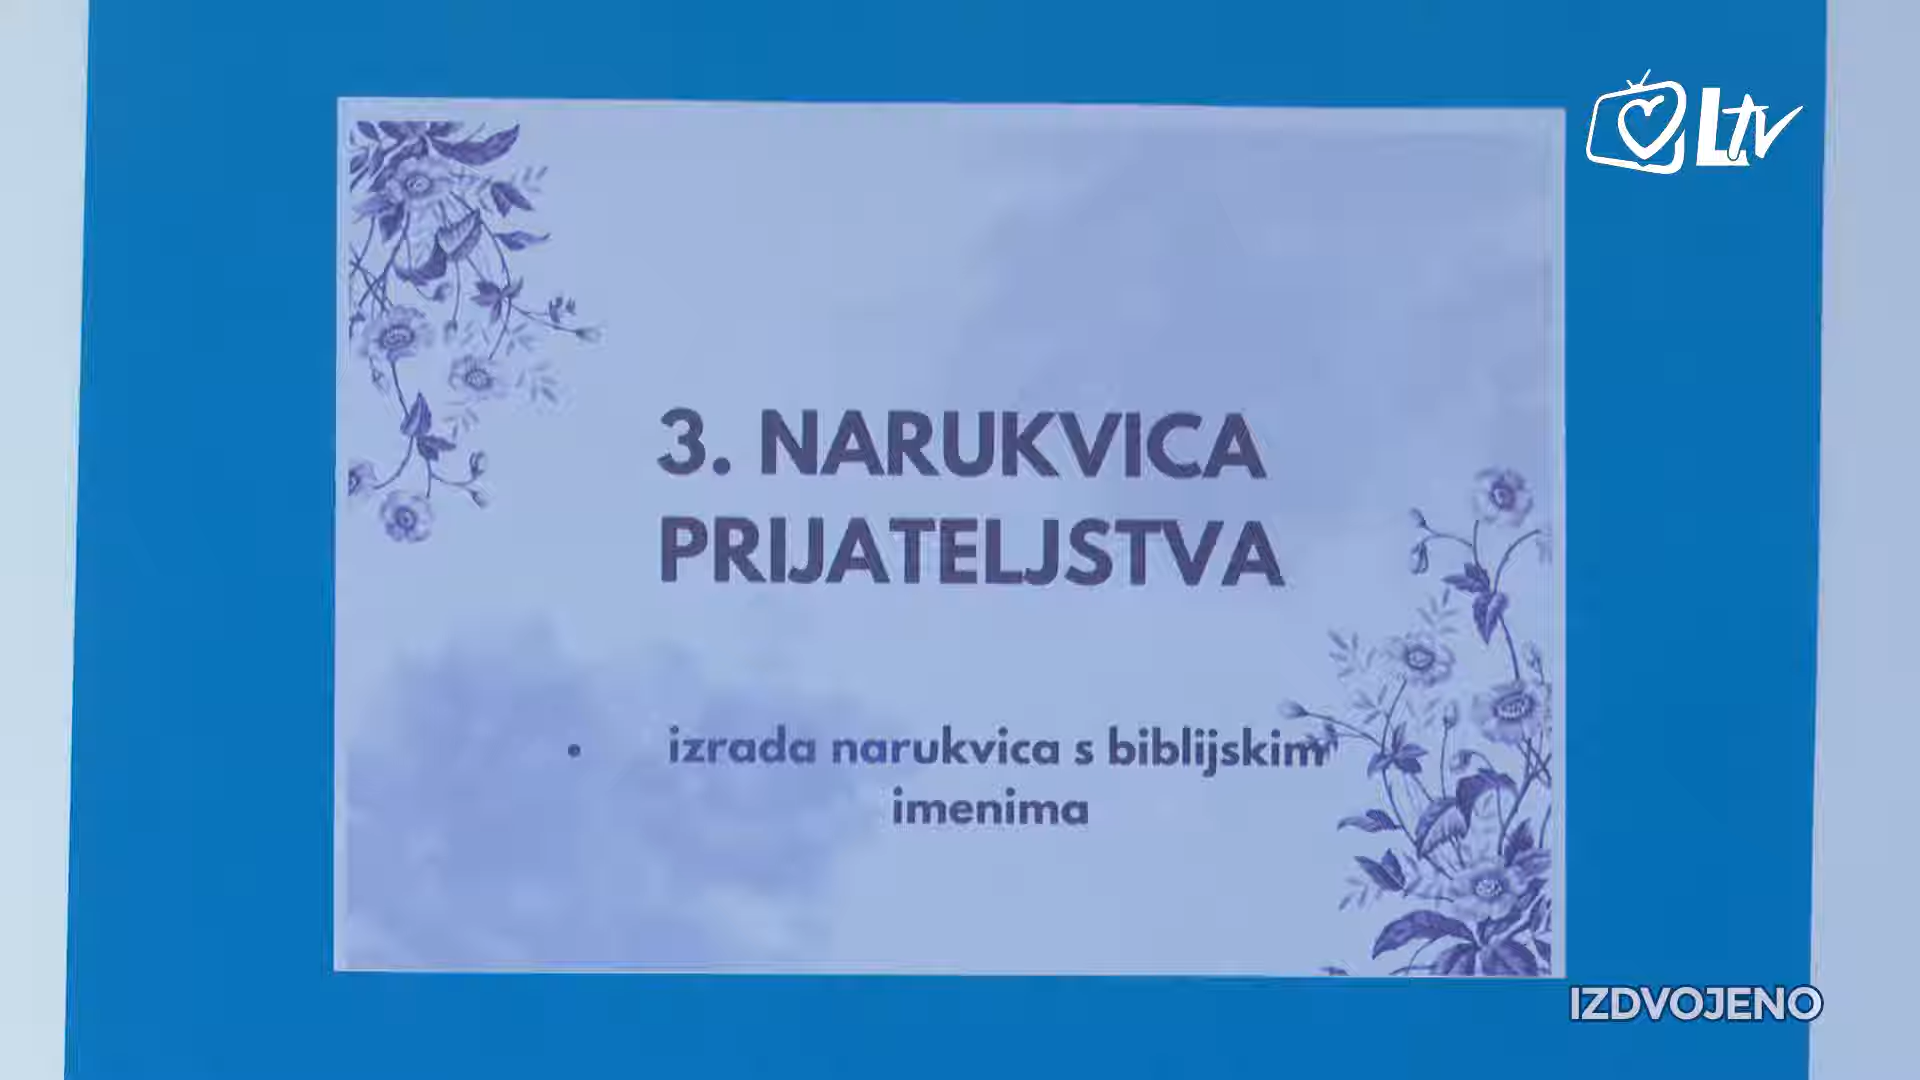 LTV
3. NARUKVICA
PRIJATELJSTVA
• izrada narukvica s biblijskim
imenima
IZDVOJENO